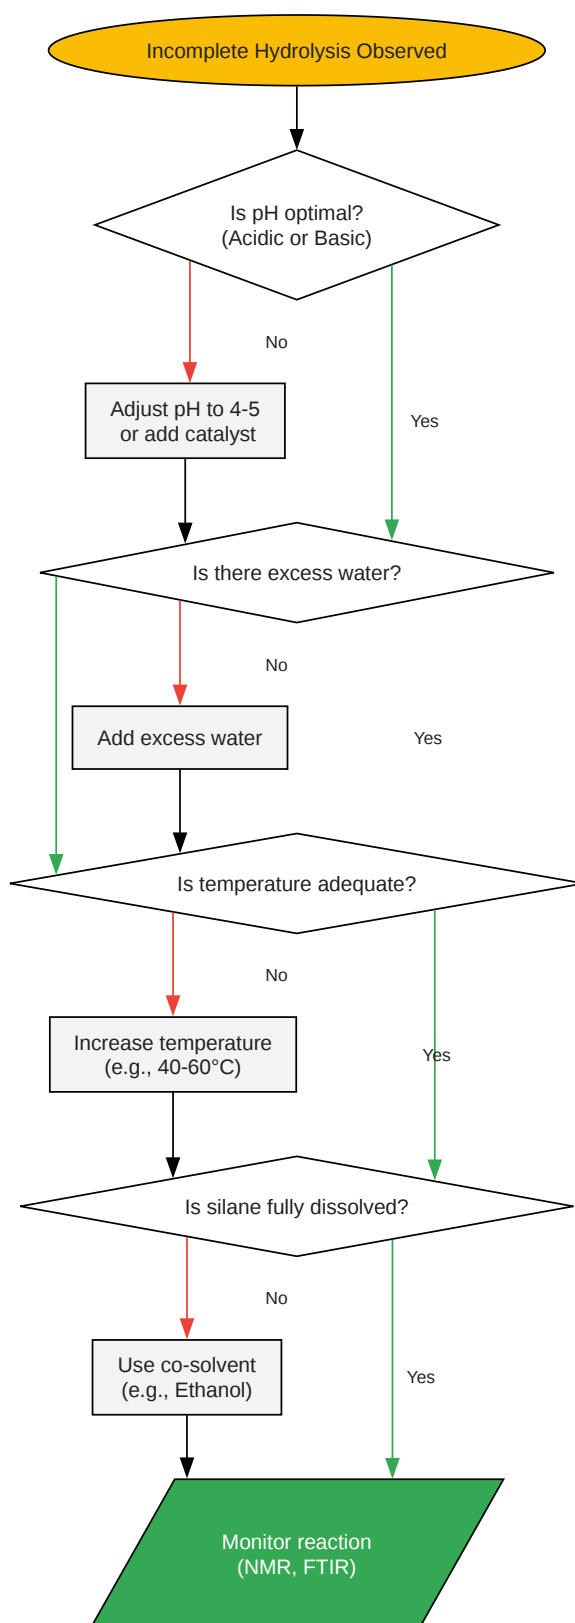 Incomplete Hydrolysis Observed
Is pH optimal?
(Acidic or Basic)
No
Adjust pH to 4-5
or add catalyst
Yes
Is there excess water?
No
Add excess water
Yes
Is temperature adequate?
No
Increase temperature
(e.g., 40-60°C)
Yes
Is silane fully dissolved?
No
Use co-solvent
(e.g., Ethanol)
Yes
Monitor reaction
(NMR, FTIR)